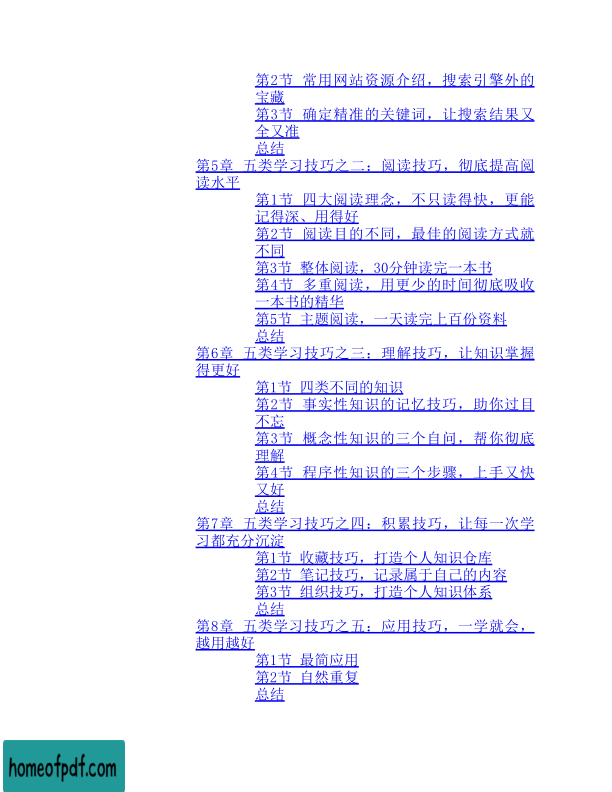 第2节 常用网站资源介绍，搜索引擎外的
宝藏
第3节 确定精准的关键词，让搜索结果又
全又准
总结
第5章 五类学习技巧之二：阅读技巧，彻底提高阅
读水平
第1节 四大阅读理念，不只读得快，更能
记得深、用得好
第2节 阅读目的不同，最佳的阅读方式就
不同
第3节 整体阅读，30分钟读完一本书
第4节 多重阅读，用更少的时间彻底吸收
一本书的精华
第5节 主题阅读，一天读完上百份资料
总结
第6章 五类学习技巧之三：理解技巧，让知识掌握
得更好
第1节 四类不同的知识
第2节 事实性知识的记忆技巧，助你过目
不忘
第3节 概念性知识的三个自问，帮你彻底
理解
第4节 程序性知识的三个步骤，上手又快
又好
总结
第7章 五类学习技巧之四：积累技巧，让每一次学
习都充分沉淀
第1节 收藏技巧，打造个人知识仓库
第2节 笔记技巧，记录属于自己的内容
第3节 组织技巧，打造个人知识体系
总结
第8章 五类学习技巧之五：应用技巧，一学就会，
越用越好
第1节 最简应用
第2节 自然重复
总结
homeofpdf.com